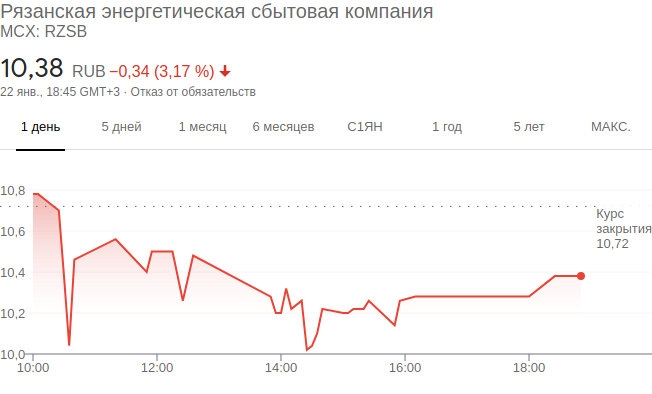 Рязанская энергетическая сбытовая компания
MCX: RZSB
10,38 RUB −0,34 (3,17 %)
22 янв., 18:45 GMT+3 · Отказ от обязательств
1 день 5 дней 1 месяц 6 месяцев С1ЯН 1 год 5 лет МАКС.
10,8
Курс
закрытия
10,72
10,6
10,4
10,2
10,0
10:00 12:00 14:00 16:00 18:00